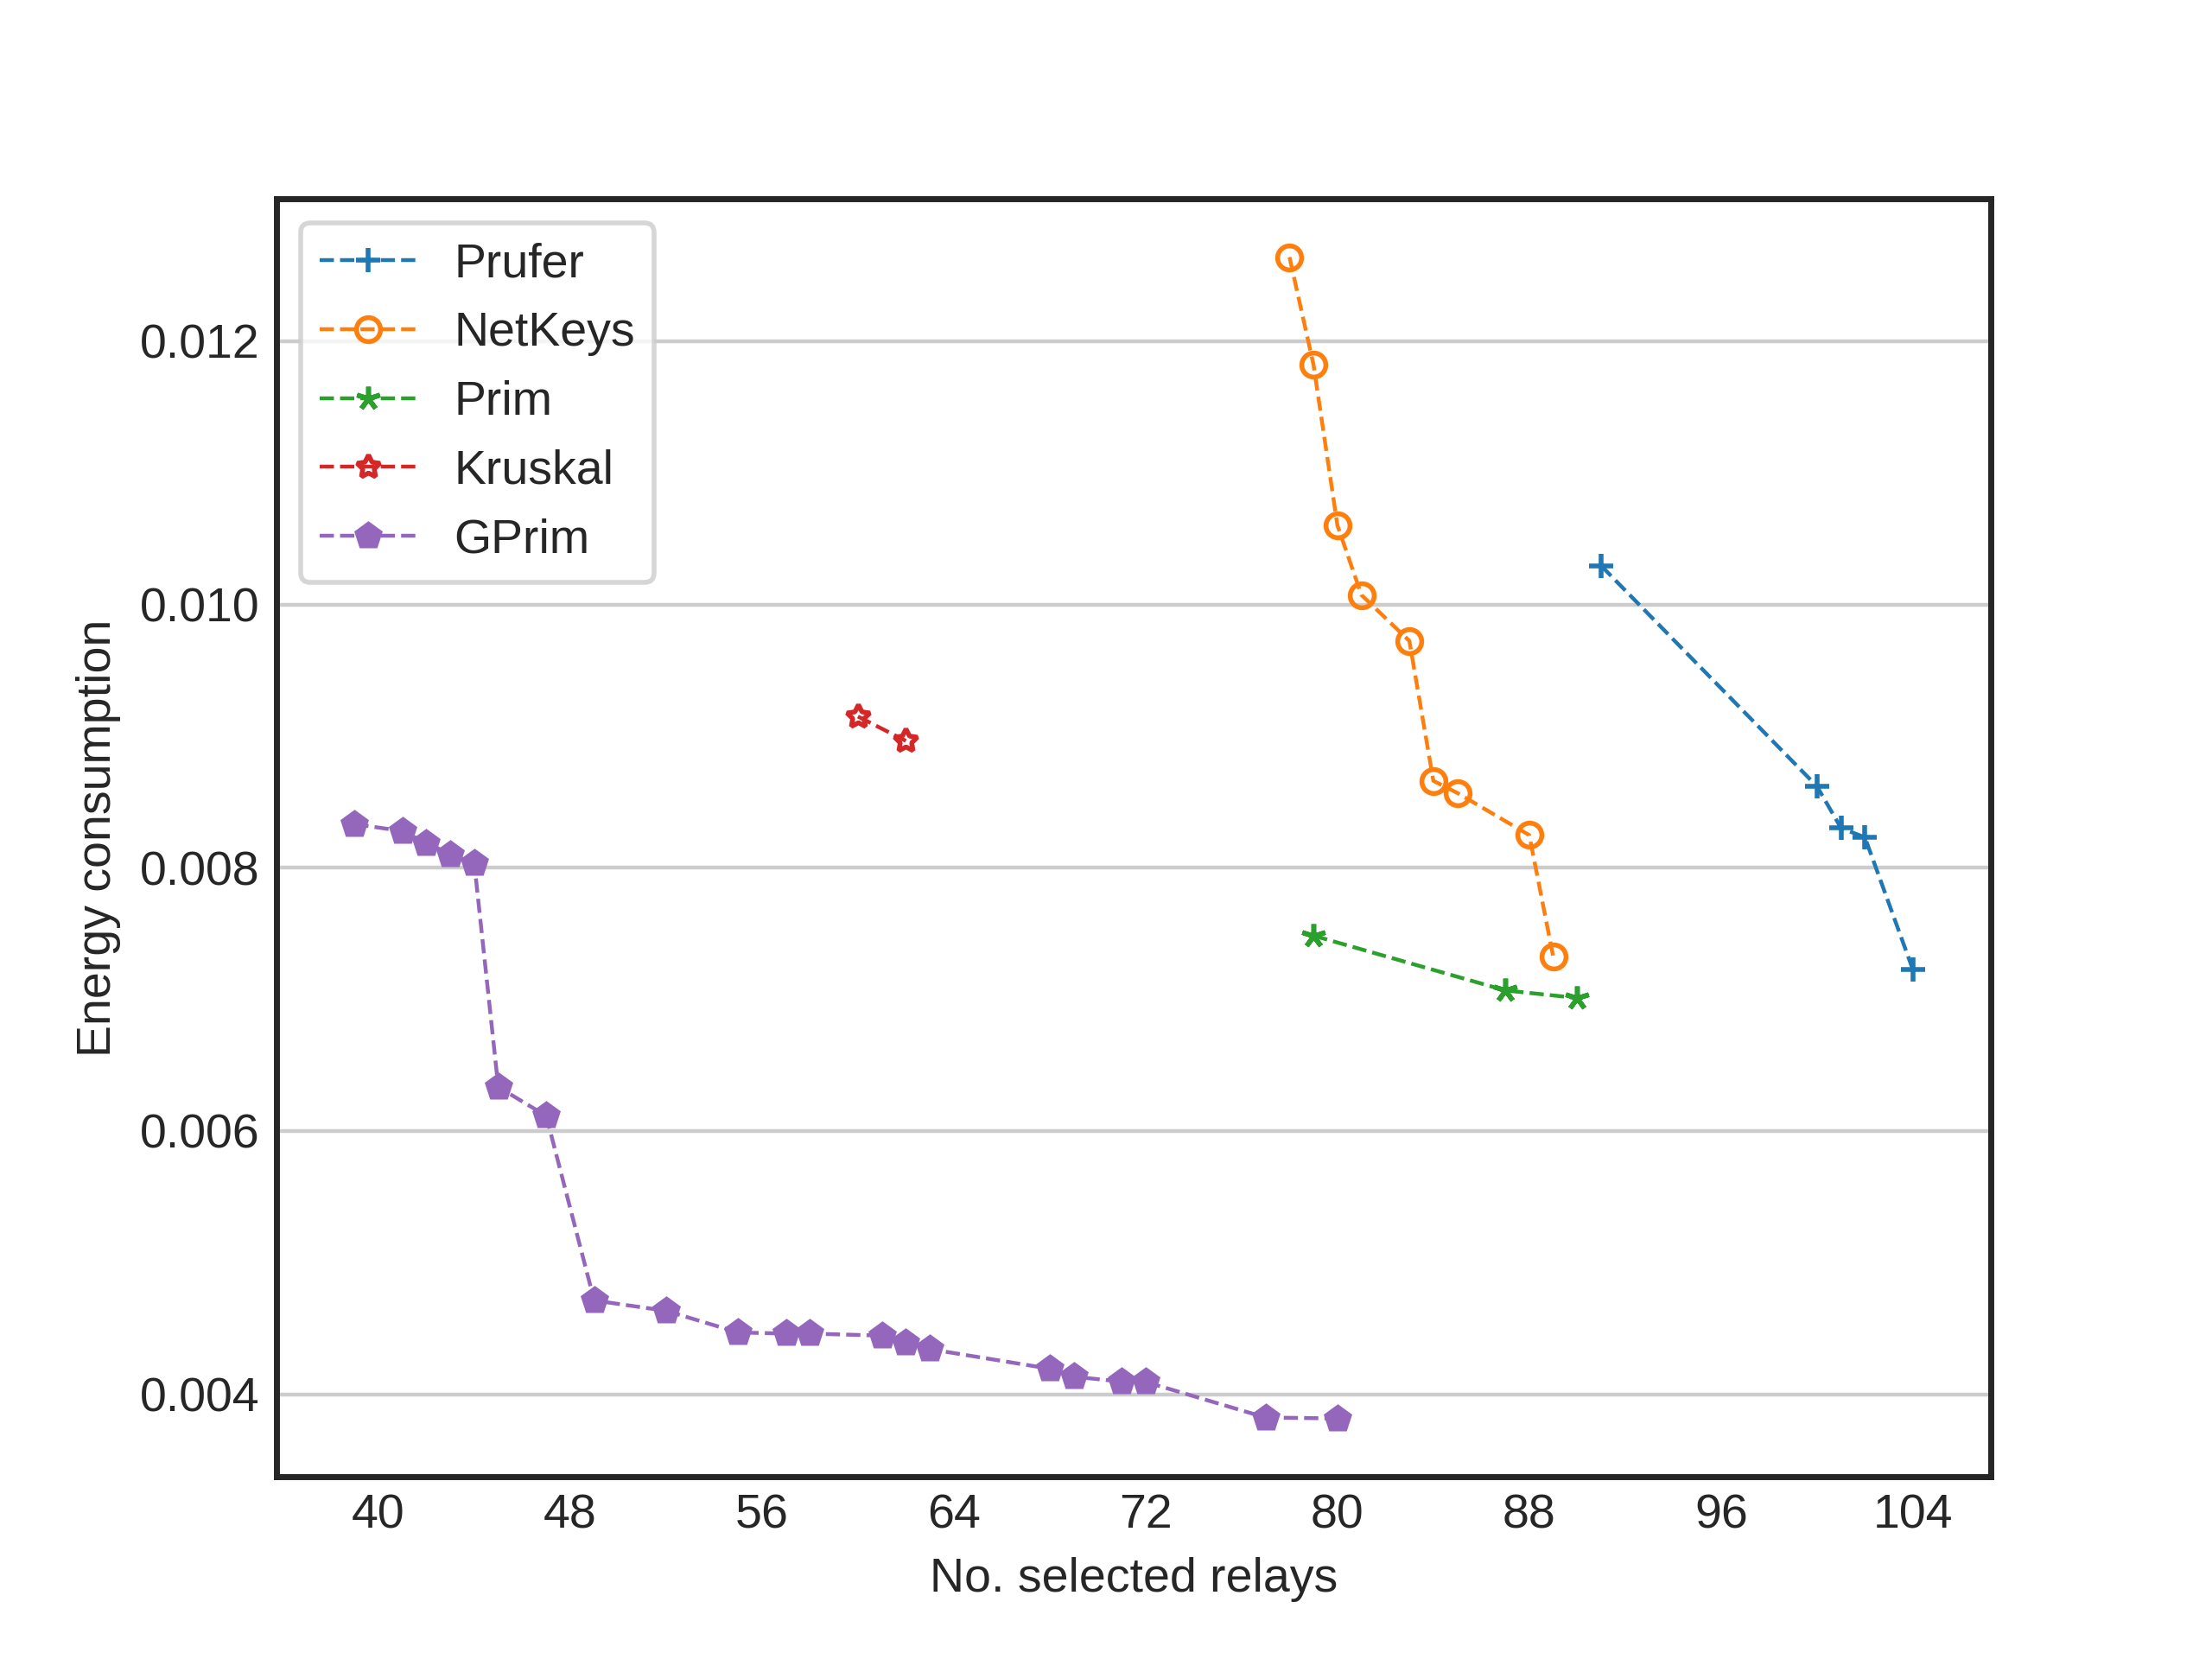 Prufer
NetKeys
Prim
Kruskal
GPrim
0.012
0.010
0.008
0.006
0.004
Energy consumption
40 48 56 64 72 80 88 96 104
No. selected relays